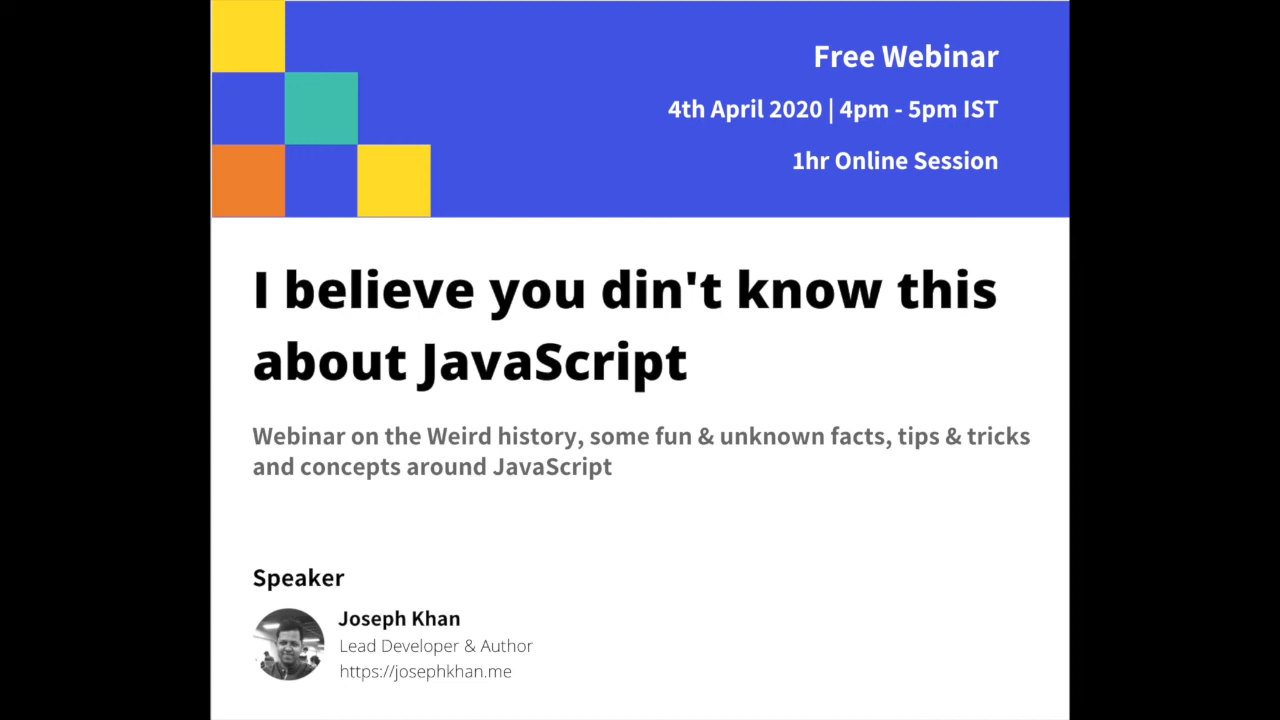 Free Webinar
4th April 2020 | 4pm - 5pm IST
1hr Online Session
I believe you din't know this
about JavaScript
Webinar on the Weird history, some fun & unknown facts, tips & tricks
and concepts around JavaScript
Speaker
Joseph Khan
Lead Developer & Author
https://josephkhan.me